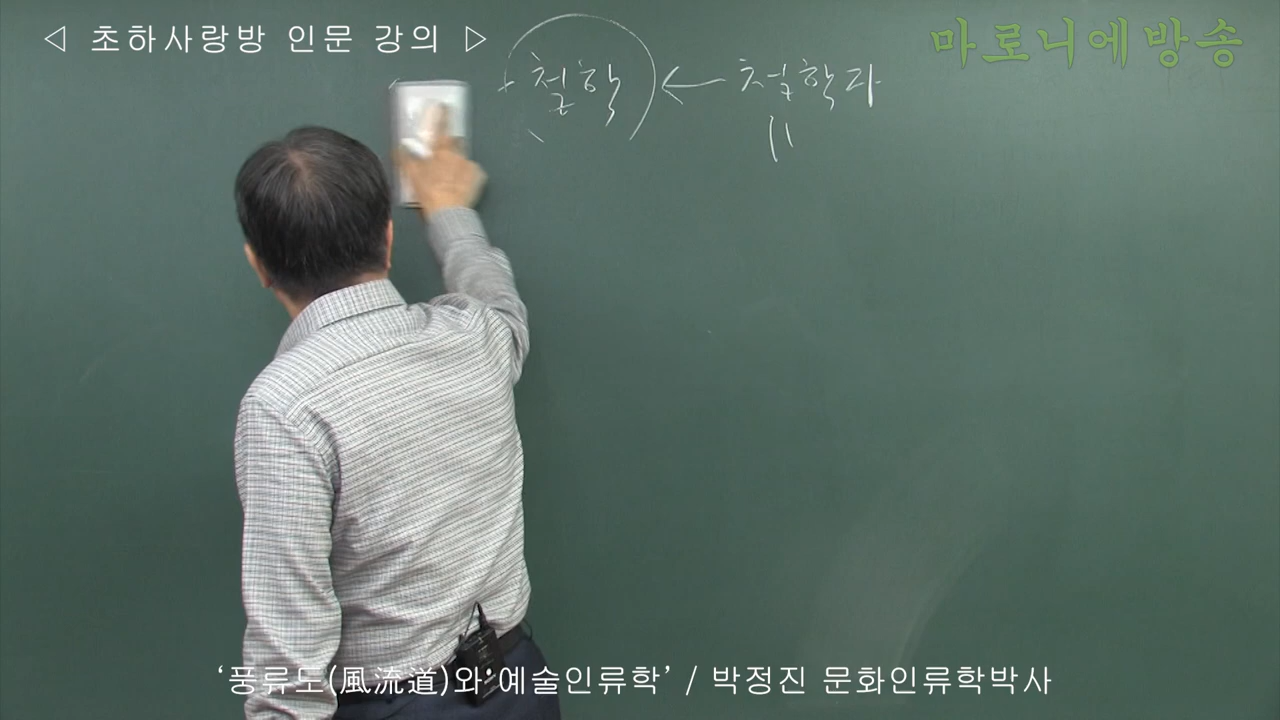 ◁ 초하사랑방 인문 강의 ▷
마로니에방송
철학 ← 철학자
'풍류도(風流道)와 예술인류학' / 박정진 문화인류학박사